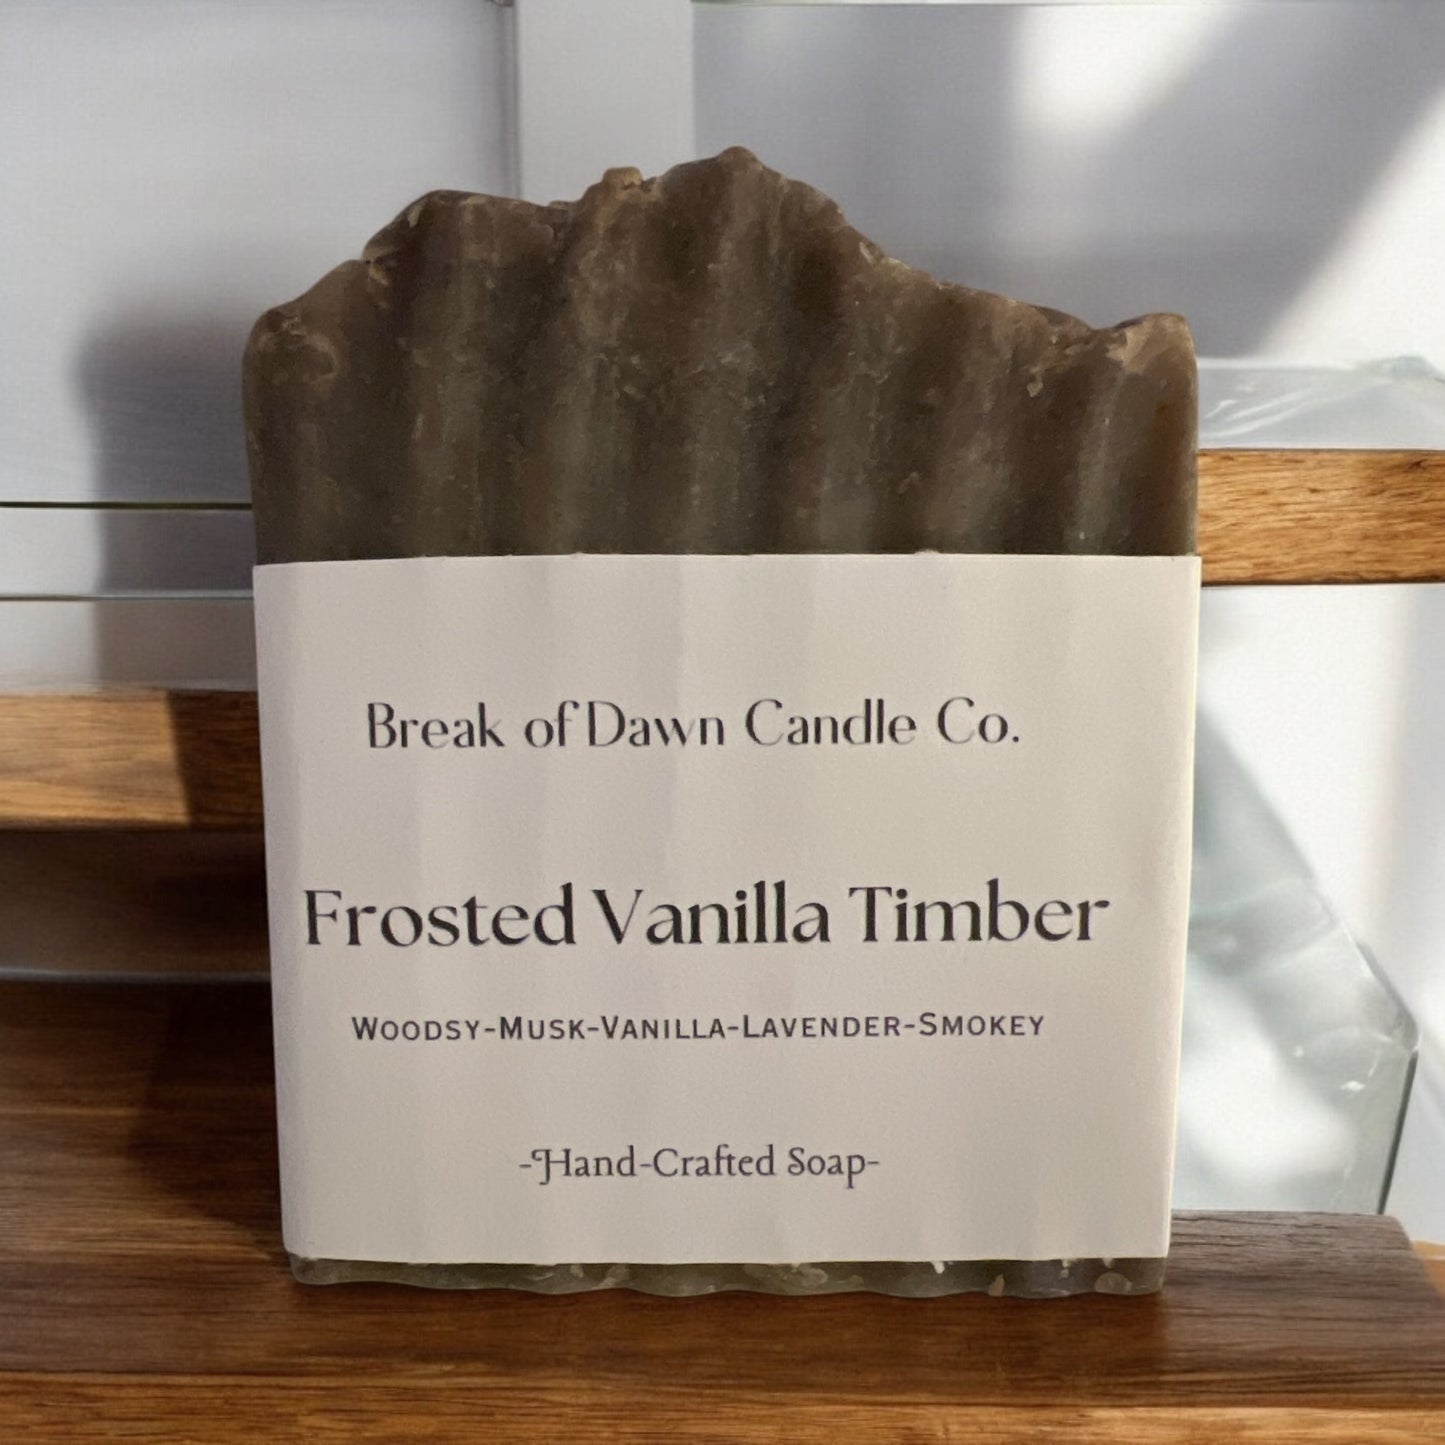 Break of Dawn Candle Co.
Frosted Vanilla Timber
Woodsy-Musk-Vanilla-Lavender-Smokey
-Hand-Crafted Soap-